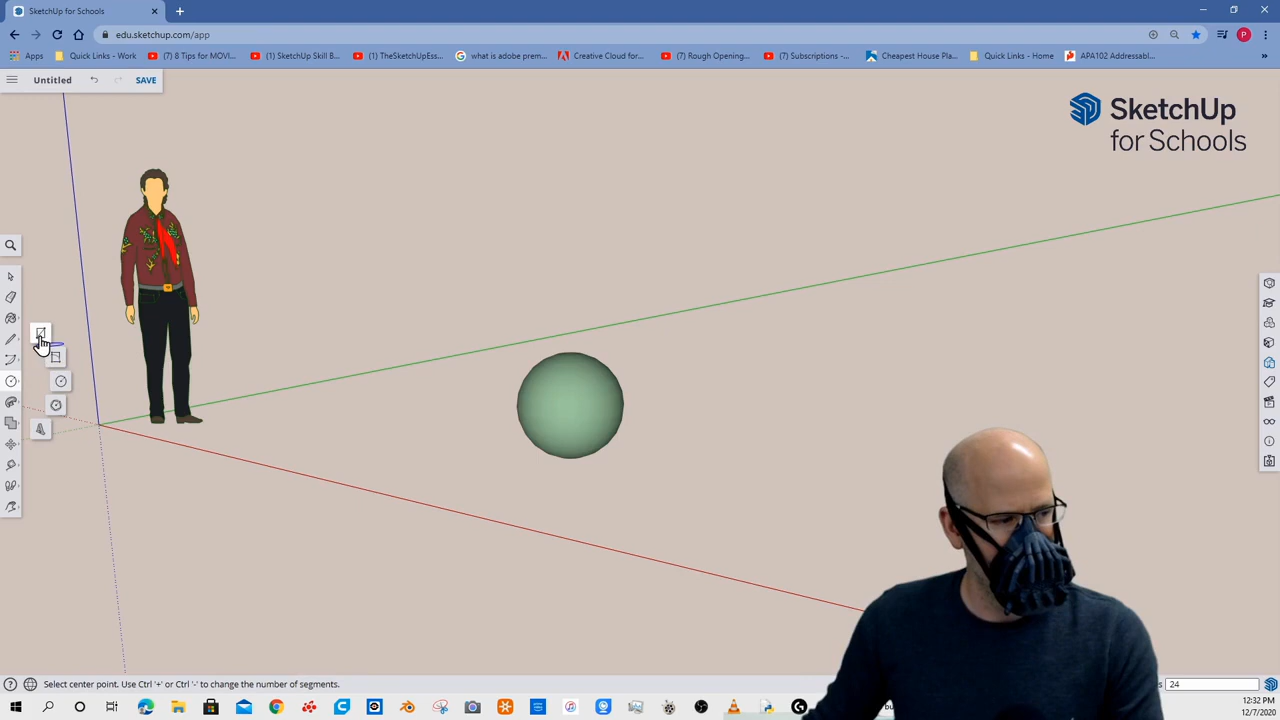 SketchUp for Schools
edu.sketchup.com/app
P
Apps
Quick Links - Work
(7) 8 Tips for MOVI...
(1) SketchUp Skill B...
(1) TheSketchUpEss...
what is adobe prem...
Creative Cloud for...
(7) Rough Opening...
(7) Subscriptions -...
Cheapest House Pla...
Quick Links - Home
APA102 Addressabl...
»
Untitled
SAVE
SketchUp
for Schools
Select center point. Use Ctrl '+' or Ctrl '-' to change the number of segments.
24
12:32 PM
12/7/2020